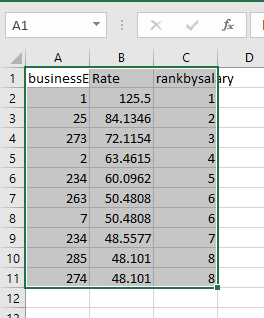 A1
A B C D
1 businessE Rate rankbysalary
2 1 125.5 1
3 25 84.1346 2
4 273 72.1154 3
5 2 63.4615 4
6 234 60.0962 5
7 263 50.4808 6
8 7 50.4808 6
9 234 48.5577 7
10 285 48.101 8
11 274 48.101 8
12